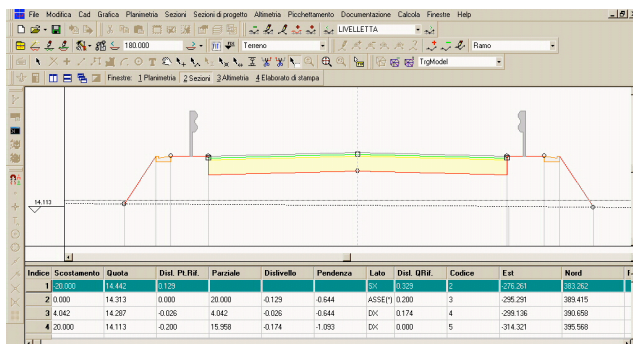 File Modifica Cad Grafica Planimetria Sezioni Sezioni di progetto Altimetria Picchettamento Documentazione Calcola Finestre Help
LIVELLETTA
180.000 Terreno Ramo
TrgModel
Finestre: 1 Planimetria 2 Sezioni 3 Altimetria 4 Elaborato di stampa
14.113
Indice Scostamento Quota Disl. Pt.Rif. Parziale Dislivello Pendenza Lato Disl. QRif. Codice Est Nord
1 -20.000 14.442 0.129 SX 0.329 2 -276.261 383.262
2 0.000 14.313 0.000 20.000 -0.129 -0.644 ASSE(*) 0.200 3 -295.291 389.415
3 4.042 14.287 -0.026 4.042 -0.026 -0.644 DX 0.174 4 -299.136 390.658
4 20.000 14.113 -0.200 15.958 -0.174 -1.093 DX 0.000 5 -314.321 395.568